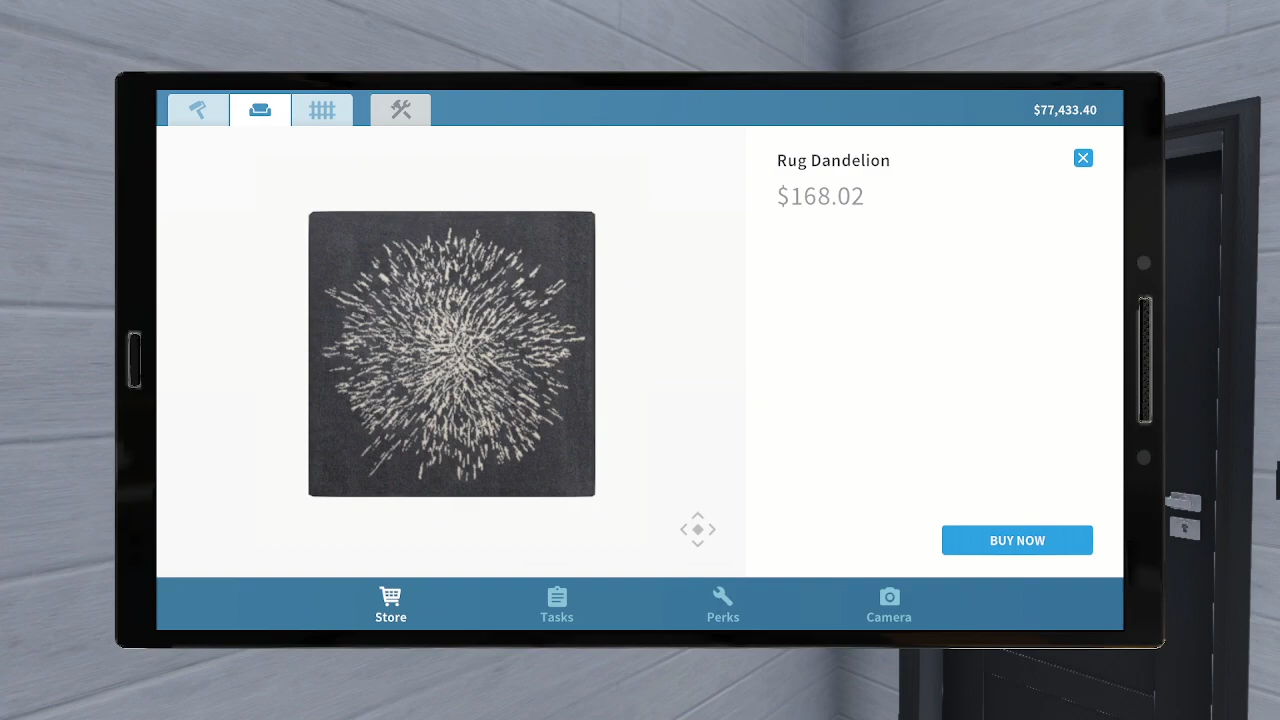 $77,433.40
Rug Dandelion
$168.02
BUY NOW
Store
Tasks
Perks
Camera